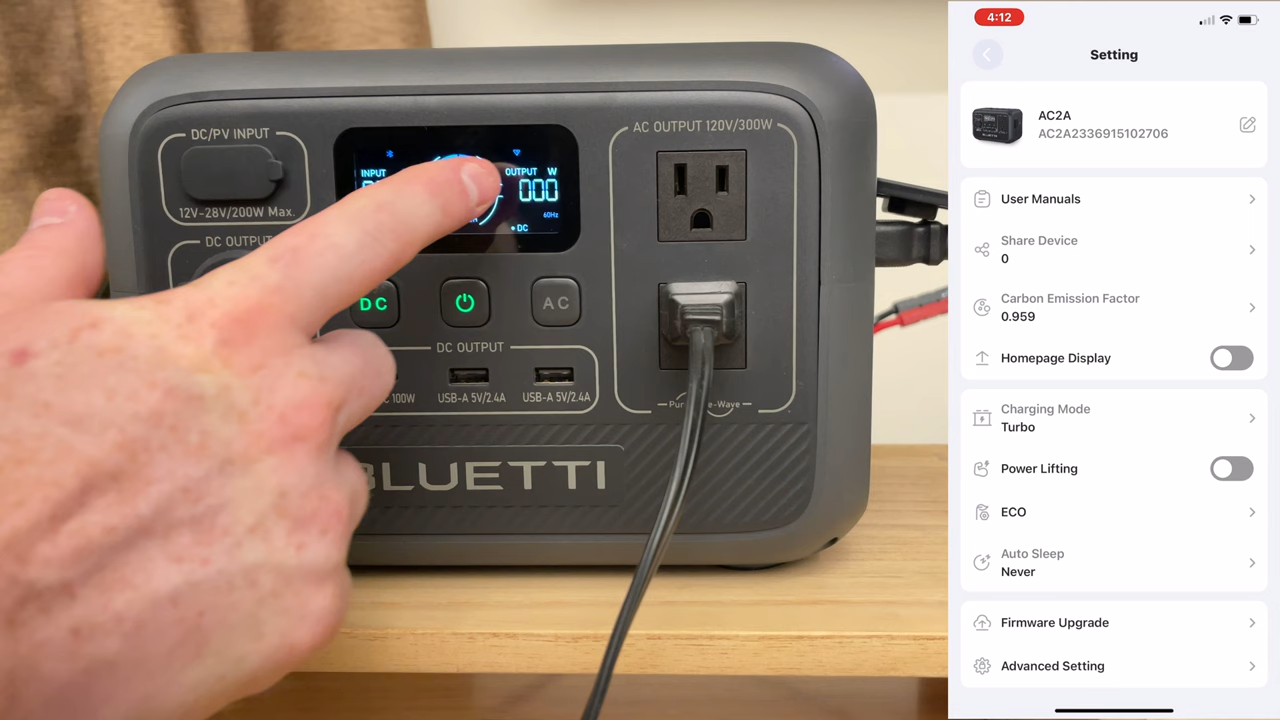 DC/PV INPUT
12V-28V/200W Max.
DC OUTPUT
INPUT
OUTPUT W
000
60Hz
DC
AC OUTPUT 120V/300W
DC
AC
DC OUTPUT
100W
USB-A 5V/2.4A
USB-A 5V/2.4A
BLUETTI
4:12
Setting
AC2A
AC2A2336915102706
User Manuals
Share Device
0
Carbon Emission Factor
0.959
Homepage Display
Charging Mode
Turbo
Power Lifting
ECO
Auto Sleep
Never
Firmware Upgrade
Advanced Setting